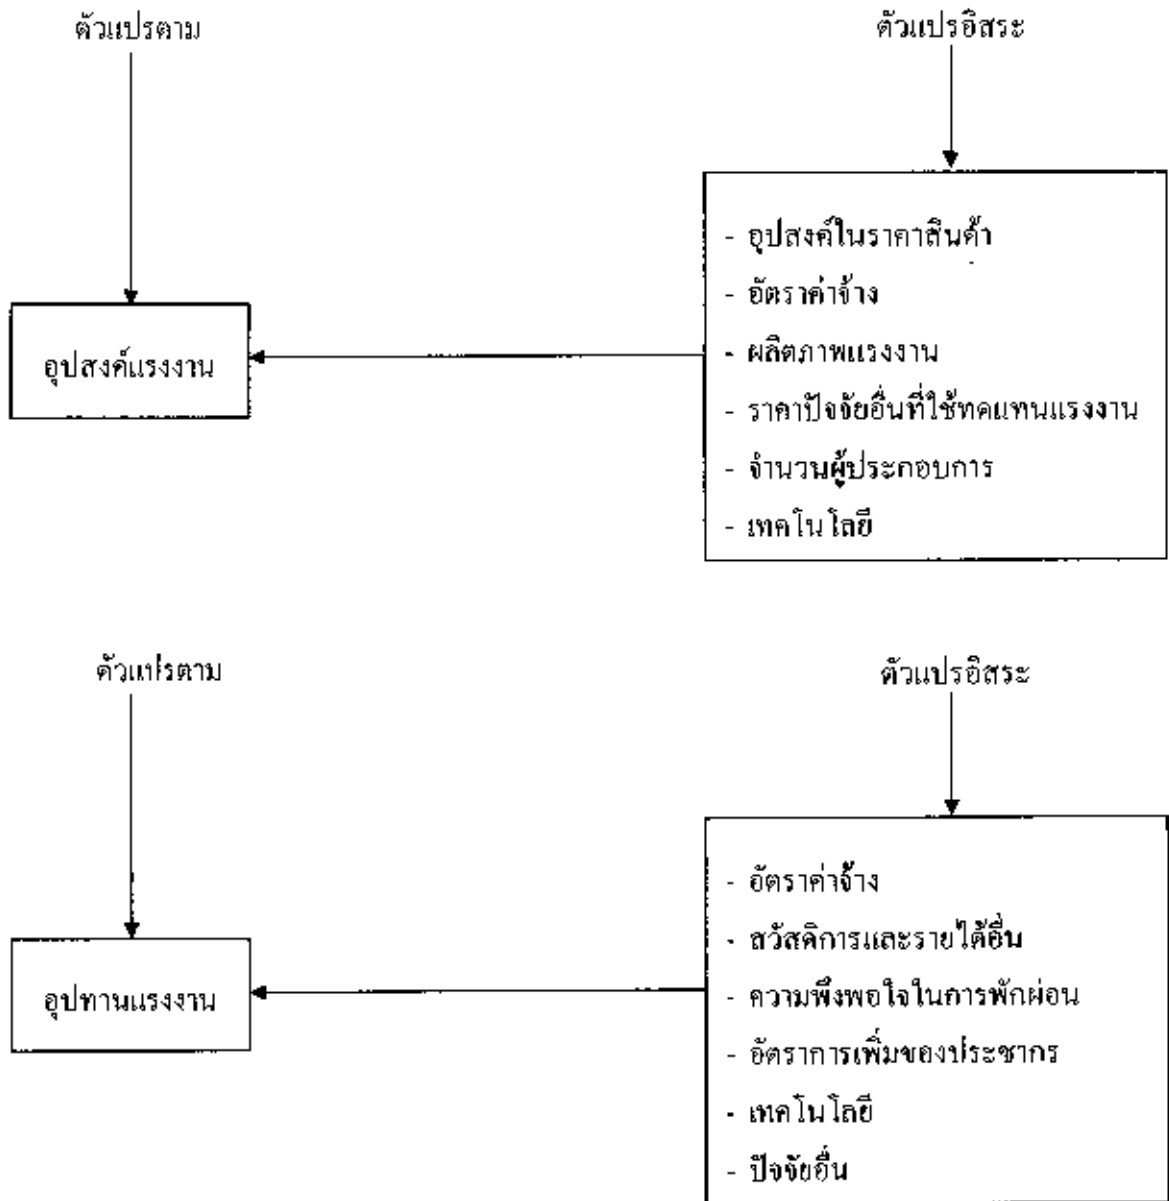 ตัวแปรตาม
ตัวแปรอิสระ
- อุปสงค์ในราคาสินค้า
- อัตราค่าจ้าง
- ผลิตภาพแรงงาน
- ราคาปัจจัยอื่นที่ใช้ทดแทนแรงงาน
- จำนวนผู้ประกอบการ
- เทคโนโลยี
อุปสงค์แรงงาน
ตัวแปรตาม
ตัวแปรอิสระ
- อัตราค่าจ้าง
- สวัสดิการและรายได้อื่น
- ความพึงพอใจในการพักผ่อน
- อัตราการเพิ่มของประชากร
- เทคโนโลยี
- ปัจจัยอื่น
อุปทานแรงงาน